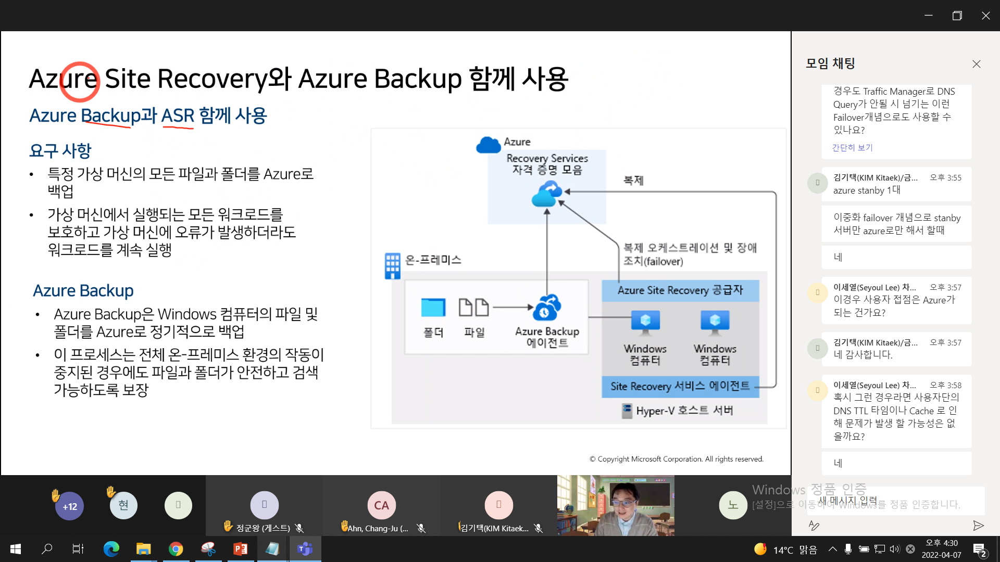 Azure Site Recovery와 Azure Backup 함께 사용
Azure Backup과 ASR 함께 사용
요구 사항
• 특정 가상 머신의 모든 파일과 폴더를 Azure로
백업
• 가상 머신에서 실행되는 모든 워크로드를
보호하고 가상 머신에 오류가 발생하더라도
워크로드를 계속 실행
Azure Backup
• Azure Backup은 Windows 컴퓨터의 파일 및
폴더를 Azure로 정기적으로 백업
• 이 프로세스는 전체 온-프레미스 환경의 작동이
중지된 경우에도 파일과 폴더가 안전하고 검색
가능하도록 보장
Azure
Recovery Services
자격 증명 모음
복제
복제 오케스트레이션 및 장애
조치(failover)
온-프레미스
폴더
파일
Azure Backup
에이전트
Azure Site Recovery 공급자
Windows
컴퓨터
Windows
컴퓨터
Site Recovery 서비스 에이전트
Hyper-V 호스트 서버
© Copyright Microsoft Corporation. All rights reserved.
모임 채팅
경우도 Traffic Manager로 DNS
Query가 안될 시 넘기는 이런
Failover개념으로도 사용할 수
있나요?
간단히 보기
김기택(KIM Kitaek)/금... 오후 3:55
azure stanby 1대
이중화 failover 개념으로 stanby
서버만 azure로만 해서 할때
네
이세열(Seyoul Lee) 차... 오후 3:57
이경우 사용자 접점은 Azure가
되는 건가요?
김기택(KIM Kitaek)/금... 오후 3:57
네 감사합니다.
이세열(Seyoul Lee) 차... 오후 3:58
혹시 그런 경우라면 사용자단의
DNS TTL 타임이나 Cache 로 인
해 문제가 발생 할 가능성은 없
을까요?
네
Windows 정품 인증
[설정]으로 이동하여 Windows를 정품 인증합니다.
새 메시지 입력
+12
현
정군왕 (게스트)
CA
Ahn, Chang-Ju (...
김기택(KIM Kitaek...
노
14°C 맑음
오후 4:30
2022-04-07
2